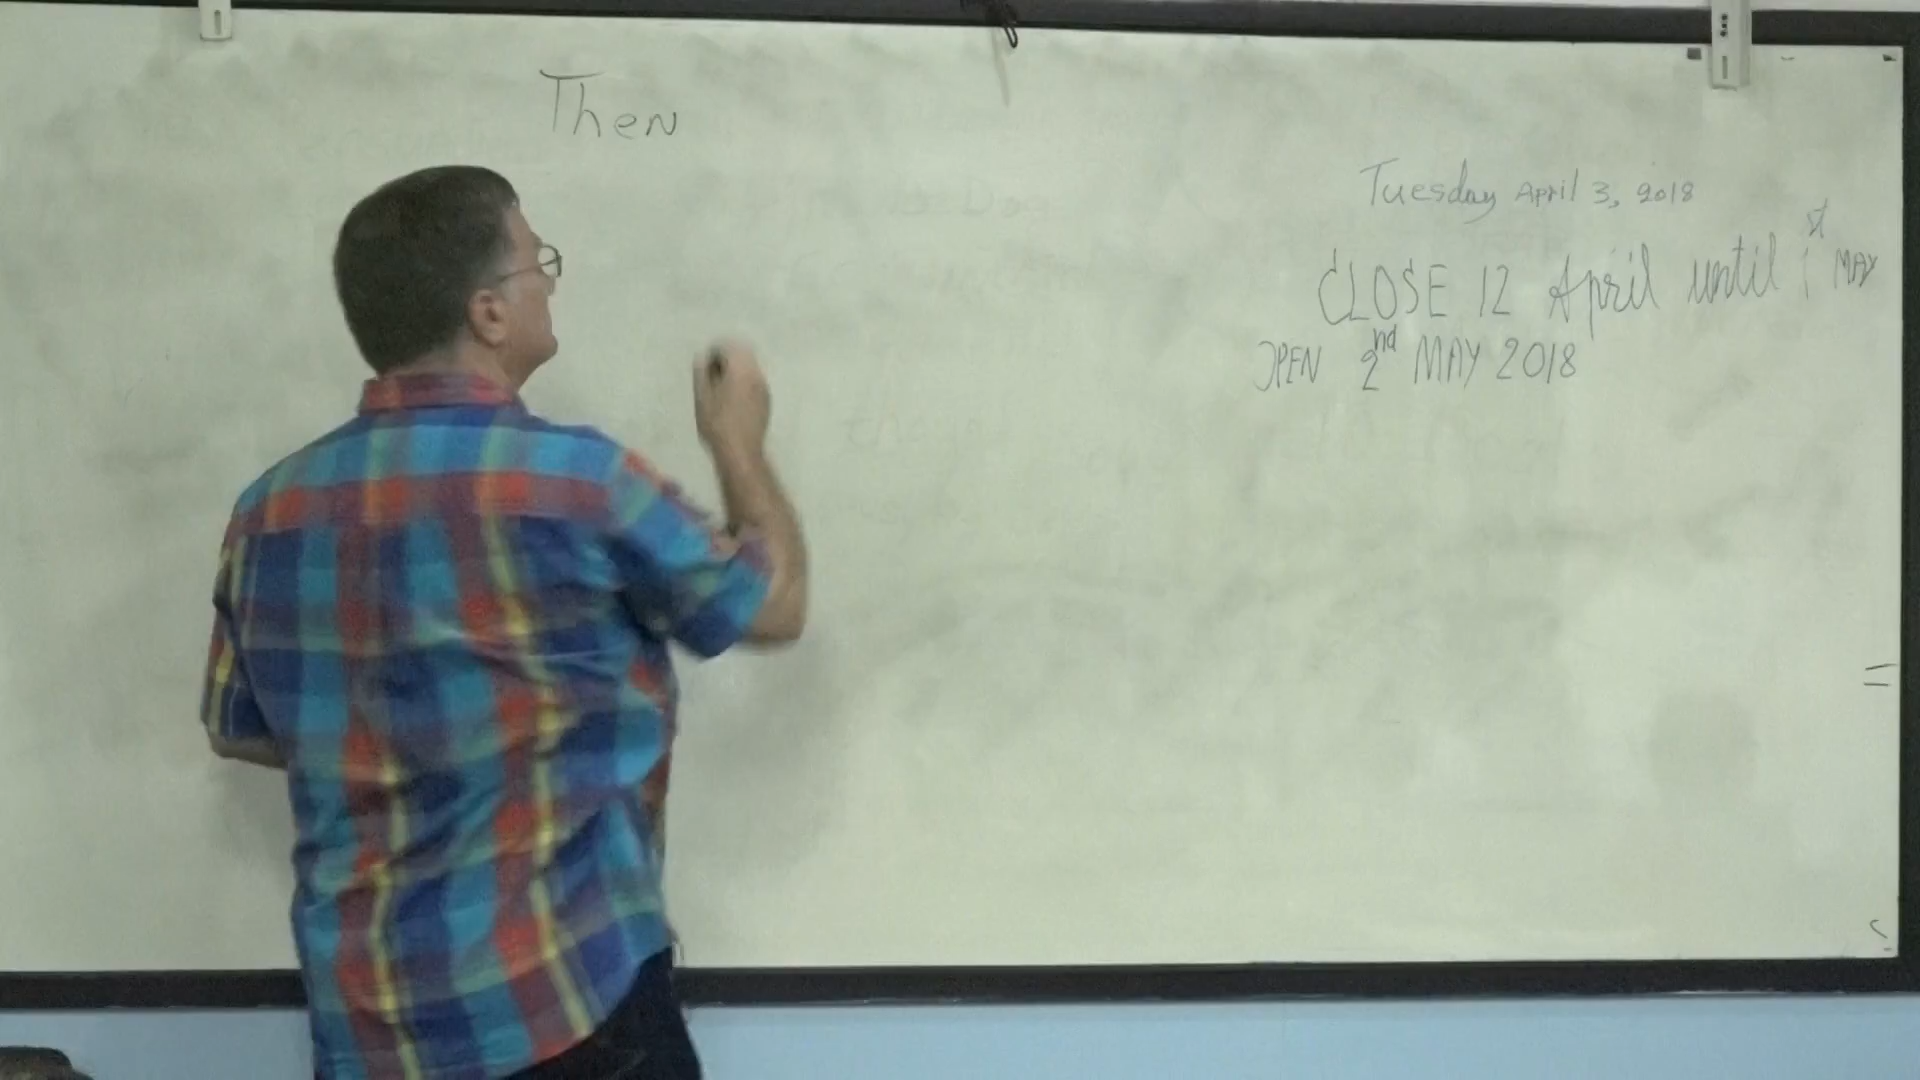 Then
Tuesday April 3, 2018
CLOSE 12 April until 1st MAY
OPEN 2nd MAY 2018